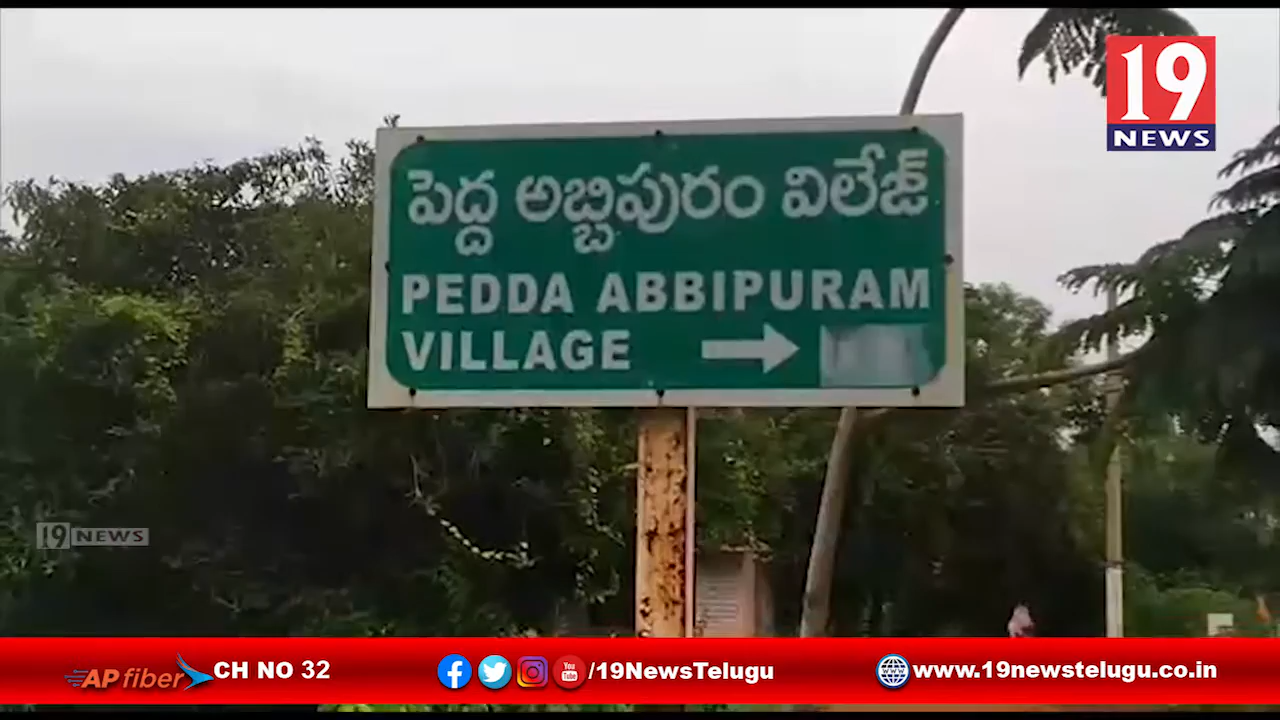 19
NEWS
పెద్ద అబ్బిపురం విలేజ్
PEDDA ABBIPURAM
VILLAGE
19 NEWS
AP fiber CH NO 32
/19NewsTelugu
www.19newstelugu.co.in